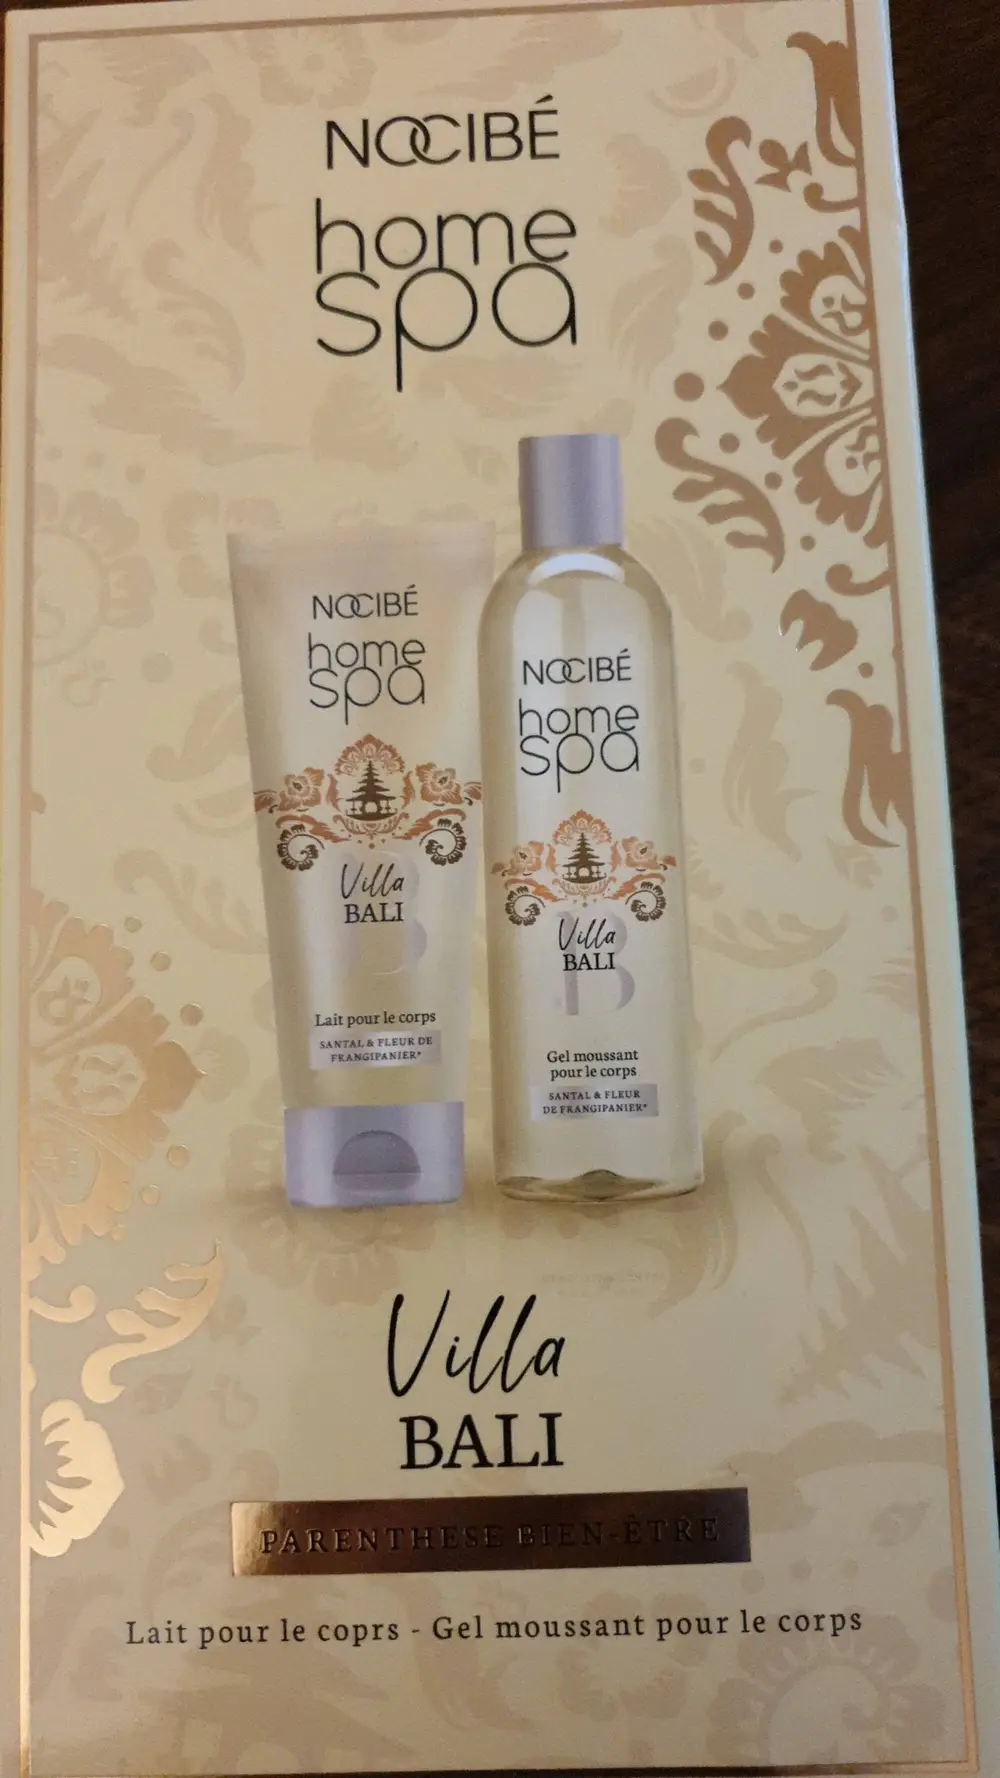 NOCIBÉ
home
spa
NOCIBÉ
home
spa
Villa
BALI
Lait pour le corps
SANTAL & FLEUR DE
FRANGIPANIER*
NOCIBÉ
home
spa
Villa
BALI
Gel moussant
pour le corps
SANTAL & FLEUR
DE FRANGIPANIER*
Villa
BALI
PARENTHESE BIEN-ÊTRE
Lait pour le coprs - Gel moussant pour le corps